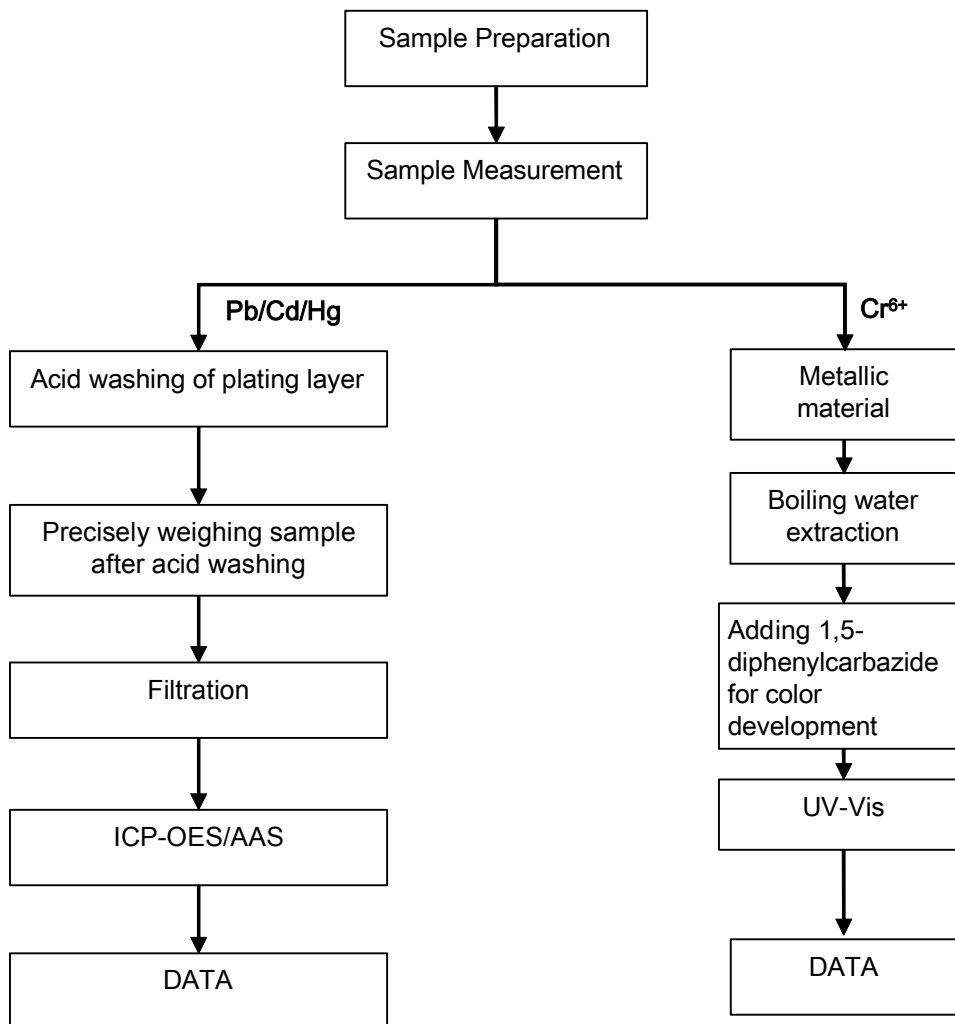 Sample Preparation
Sample Measurement
Pb/Cd/Hg
Acid washing of plating layer
Precisely weighing sample
after acid washing
Filtration
ICP-OES/AAS
DATA
Cr⁶⁺
Metallic
material
Boiling water
extraction
Adding 1,5-
diphenylcarbazide
for color
development
UV-Vis
DATA